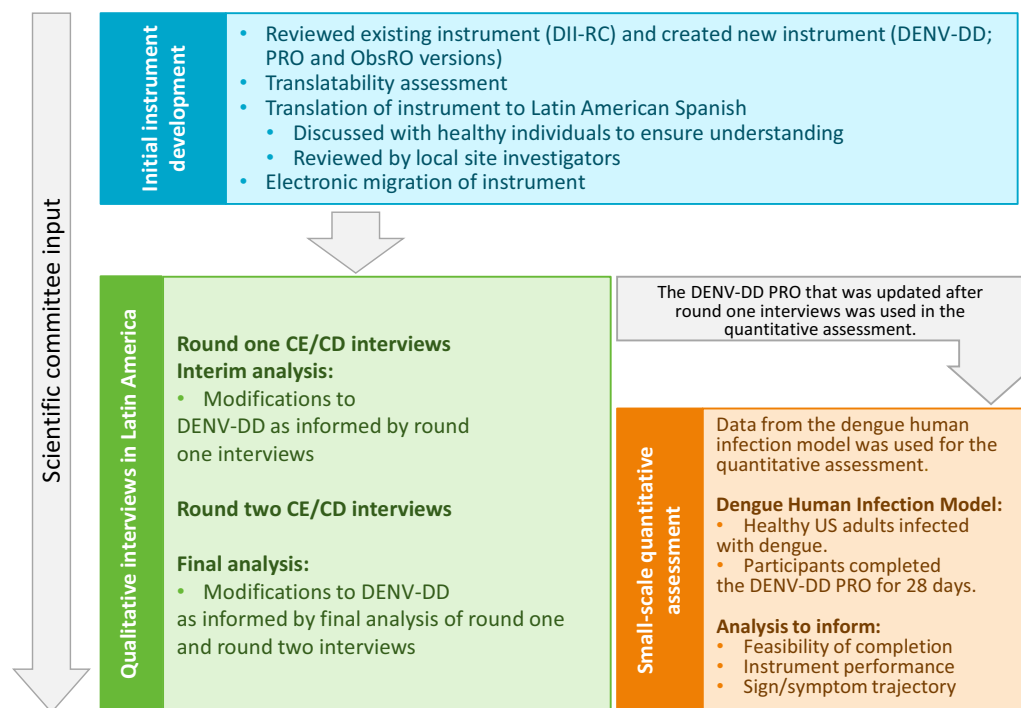 Scientific committee input
Initial instrument
development
• Reviewed existing instrument (DII-RC) and created new instrument (DENV-DD;
PRO and ObsRO versions)
• Translatability assessment
• Translation of instrument to Latin American Spanish
• Discussed with healthy individuals to ensure understanding
• Reviewed by local site investigators
• Electronic migration of instrument
Qualitative interviews in Latin America
Round one CE/CD interviews
Interim analysis:
• Modifications to
DENV-DD as informed by round
one interviews
Round two CE/CD interviews
Final analysis:
• Modifications to DENV-DD
as informed by final analysis of round one
and round two interviews
The DENV-DD PRO that was updated after
round one interviews was used in the
quantitative assessment.
Small-scale quantitative
assessment
Data from the dengue human
infection model was used for the
quantitative assessment.
Dengue Human Infection Model:
• Healthy US adults infected
with dengue.
• Participants completed
the DENV-DD PRO for 28 days.
Analysis to inform:
• Feasibility of completion
• Instrument performance
• Sign/symptom trajectory